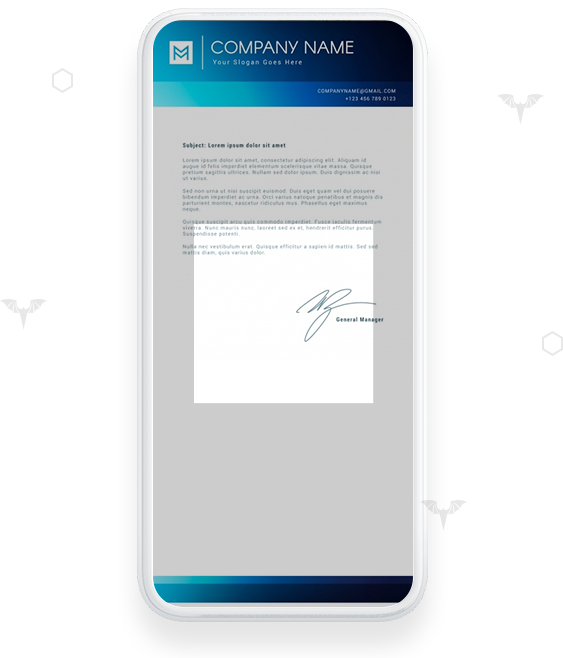 COMPANY NAME
Your Slogan Goes Here
COMPANYNAME@GMAIL.COM
+123 456 789 0123
Subject: Lorem ipsum dolor sit amet
Lorem ipsum dolor sit amet, consectetur adipiscing elit. Aliquam id
augue id felis imperdiet elementum scelerisque vitae massa. Quisque
pretium sagittis ultrices. Nullam sed dolor ipsum. Duis dignissim ac nisi
ut varius.
Sed non urna ut nisi suscipit euismod. Duis eget quam vel dui posuere
bibendum imperdiet ac urna. Orci varius natoque penatibus et magnis dis
parturient montes, nascetur ridiculus mus. Phasellus eget maximus
neque.
Quisque suscipit arcu quis commodo imperdiet. Fusce iaculis fermentum
viverra. Nunc mauris nunc, laoreet sed ex et, hendrerit efficitur purus.
Suspendisse potenti.
Nulla nec vestibulum erat. Quisque efficitur a sapien id mattis. Sed sed
mattis diam, quis varius dolor.
General Manager